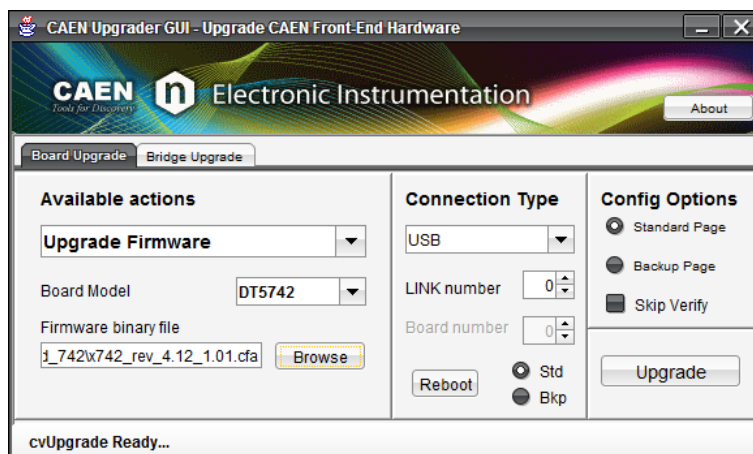 CAEN Upgrader GUI - Upgrade CAEN Front-End Hardware
CAEN n Electronic Instrumentation
Tools for Discovery
About
Board Upgrade Bridge Upgrade
Available actions
Upgrade Firmware
Board Model DT5742
Firmware binary file
1_742\x742_rev_4.12_1.01.cfa Browse
Connection Type
USB
LINK number 0
Board number 0
Reboot Std
Bkp
Config Options
Standard Page
Backup Page
Skip Verify
Upgrade
cvUpgrade Ready...